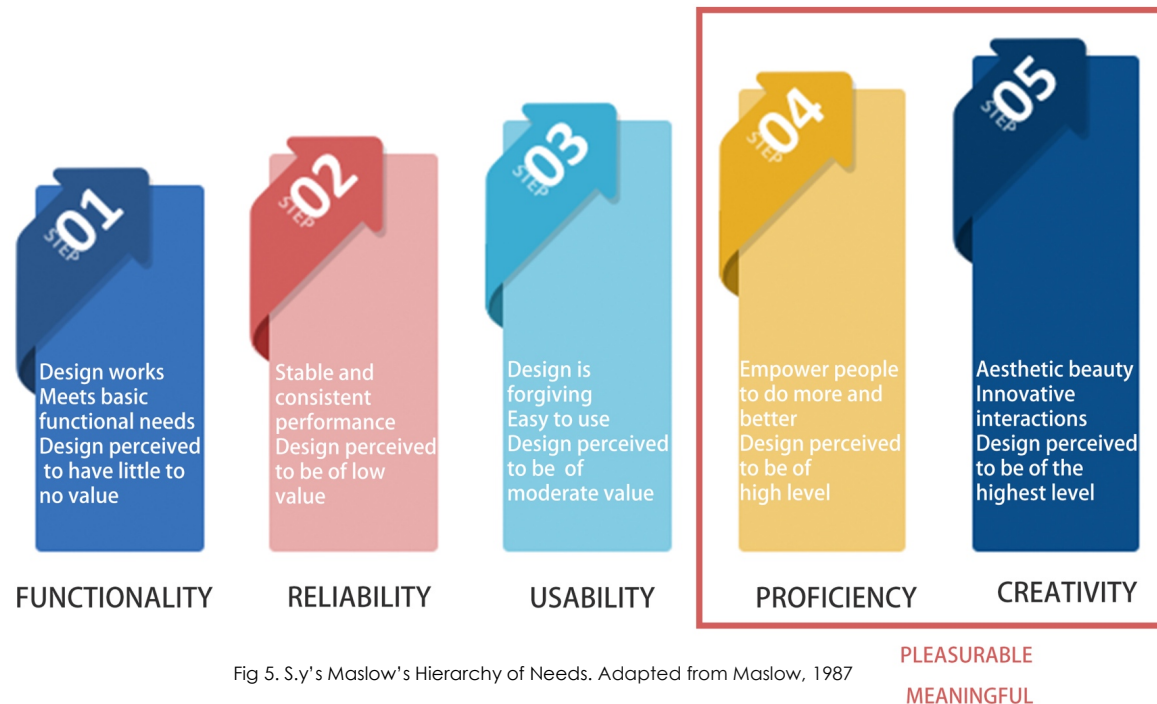 STEP 01
Design works
Meets basic
functional needs
Design perceived
to have little to
no value
FUNCTIONALITY
STEP 02
Stable and
consistent
performance
Design perceived
to be of low
value
RELIABILITY
STEP 03
Design is
forgiving
Easy to use
Design perceived
to be of
moderate value
USABILITY
STEP 04
Empower people
to do more and
better
Design perceived
to be of
high level
PROFICIENCY
STEP 05
Aesthetic beauty
Innovative
interactions
Design perceived
to be of the
highest level
CREATIVITY
PLEASURABLE
MEANINGFUL
Fig 5. S.y’s Maslow’s Hierarchy of Needs. Adapted from Maslow, 1987